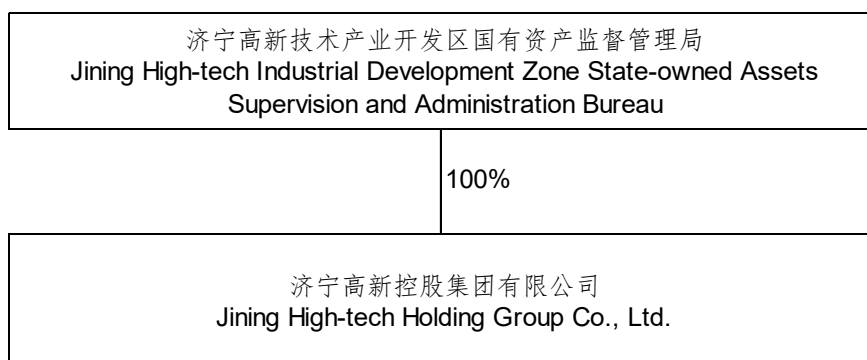 济宁高新技术产业开发区国有资产监督管理局
Jining High-tech Industrial Development Zone State-owned Assets
Supervision and Administration Bureau
100%
济宁高新控股集团有限公司
Jining High-tech Holding Group Co., Ltd.